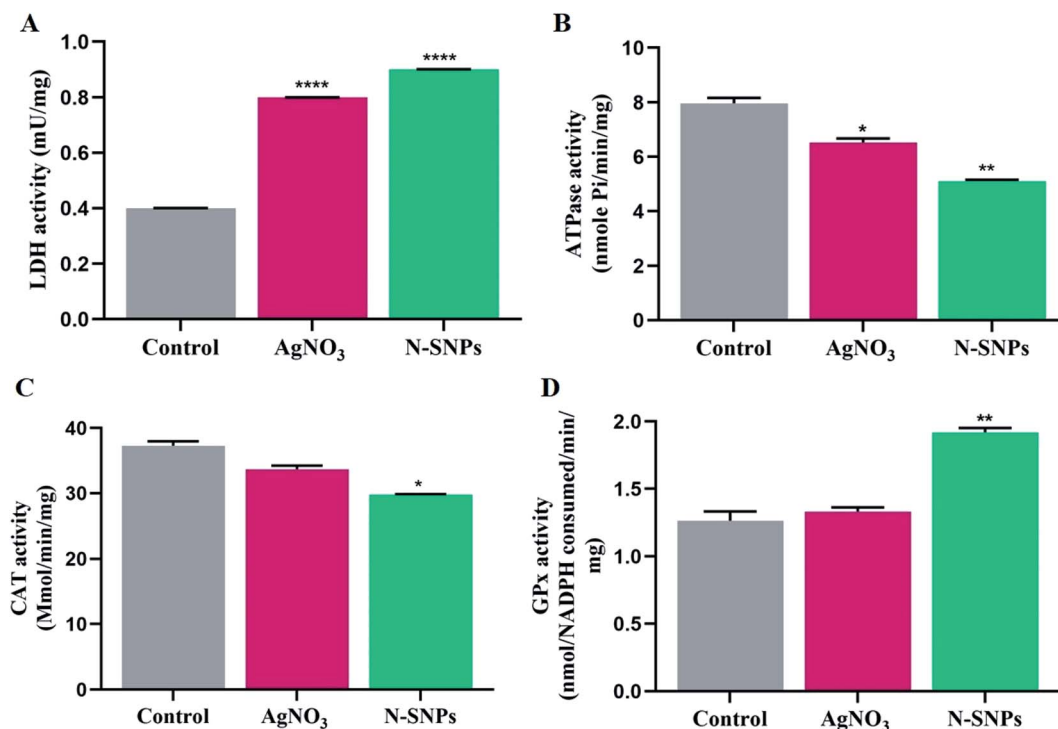 A
LDH activity (mU/mg)
1.0
0.8
0.6
0.4
0.2
0.0
****
****
Control
AgNO₃
N-SNPs
B
ATPase activity
(nmole Pi/min/mg)
10
8
6
4
2
0
*
**
Control
AgNO₃
N-SNPs
C
CAT activity
(Mmol/min/mg)
40
30
20
10
0
*
Control
AgNO₃
N-SNPs
D
GPx activity
(nmol/NADPH consumed/min/
mg)
2.0
1.5
1.0
0.5
0.0
**
Control
AgNO₃
N-SNPs